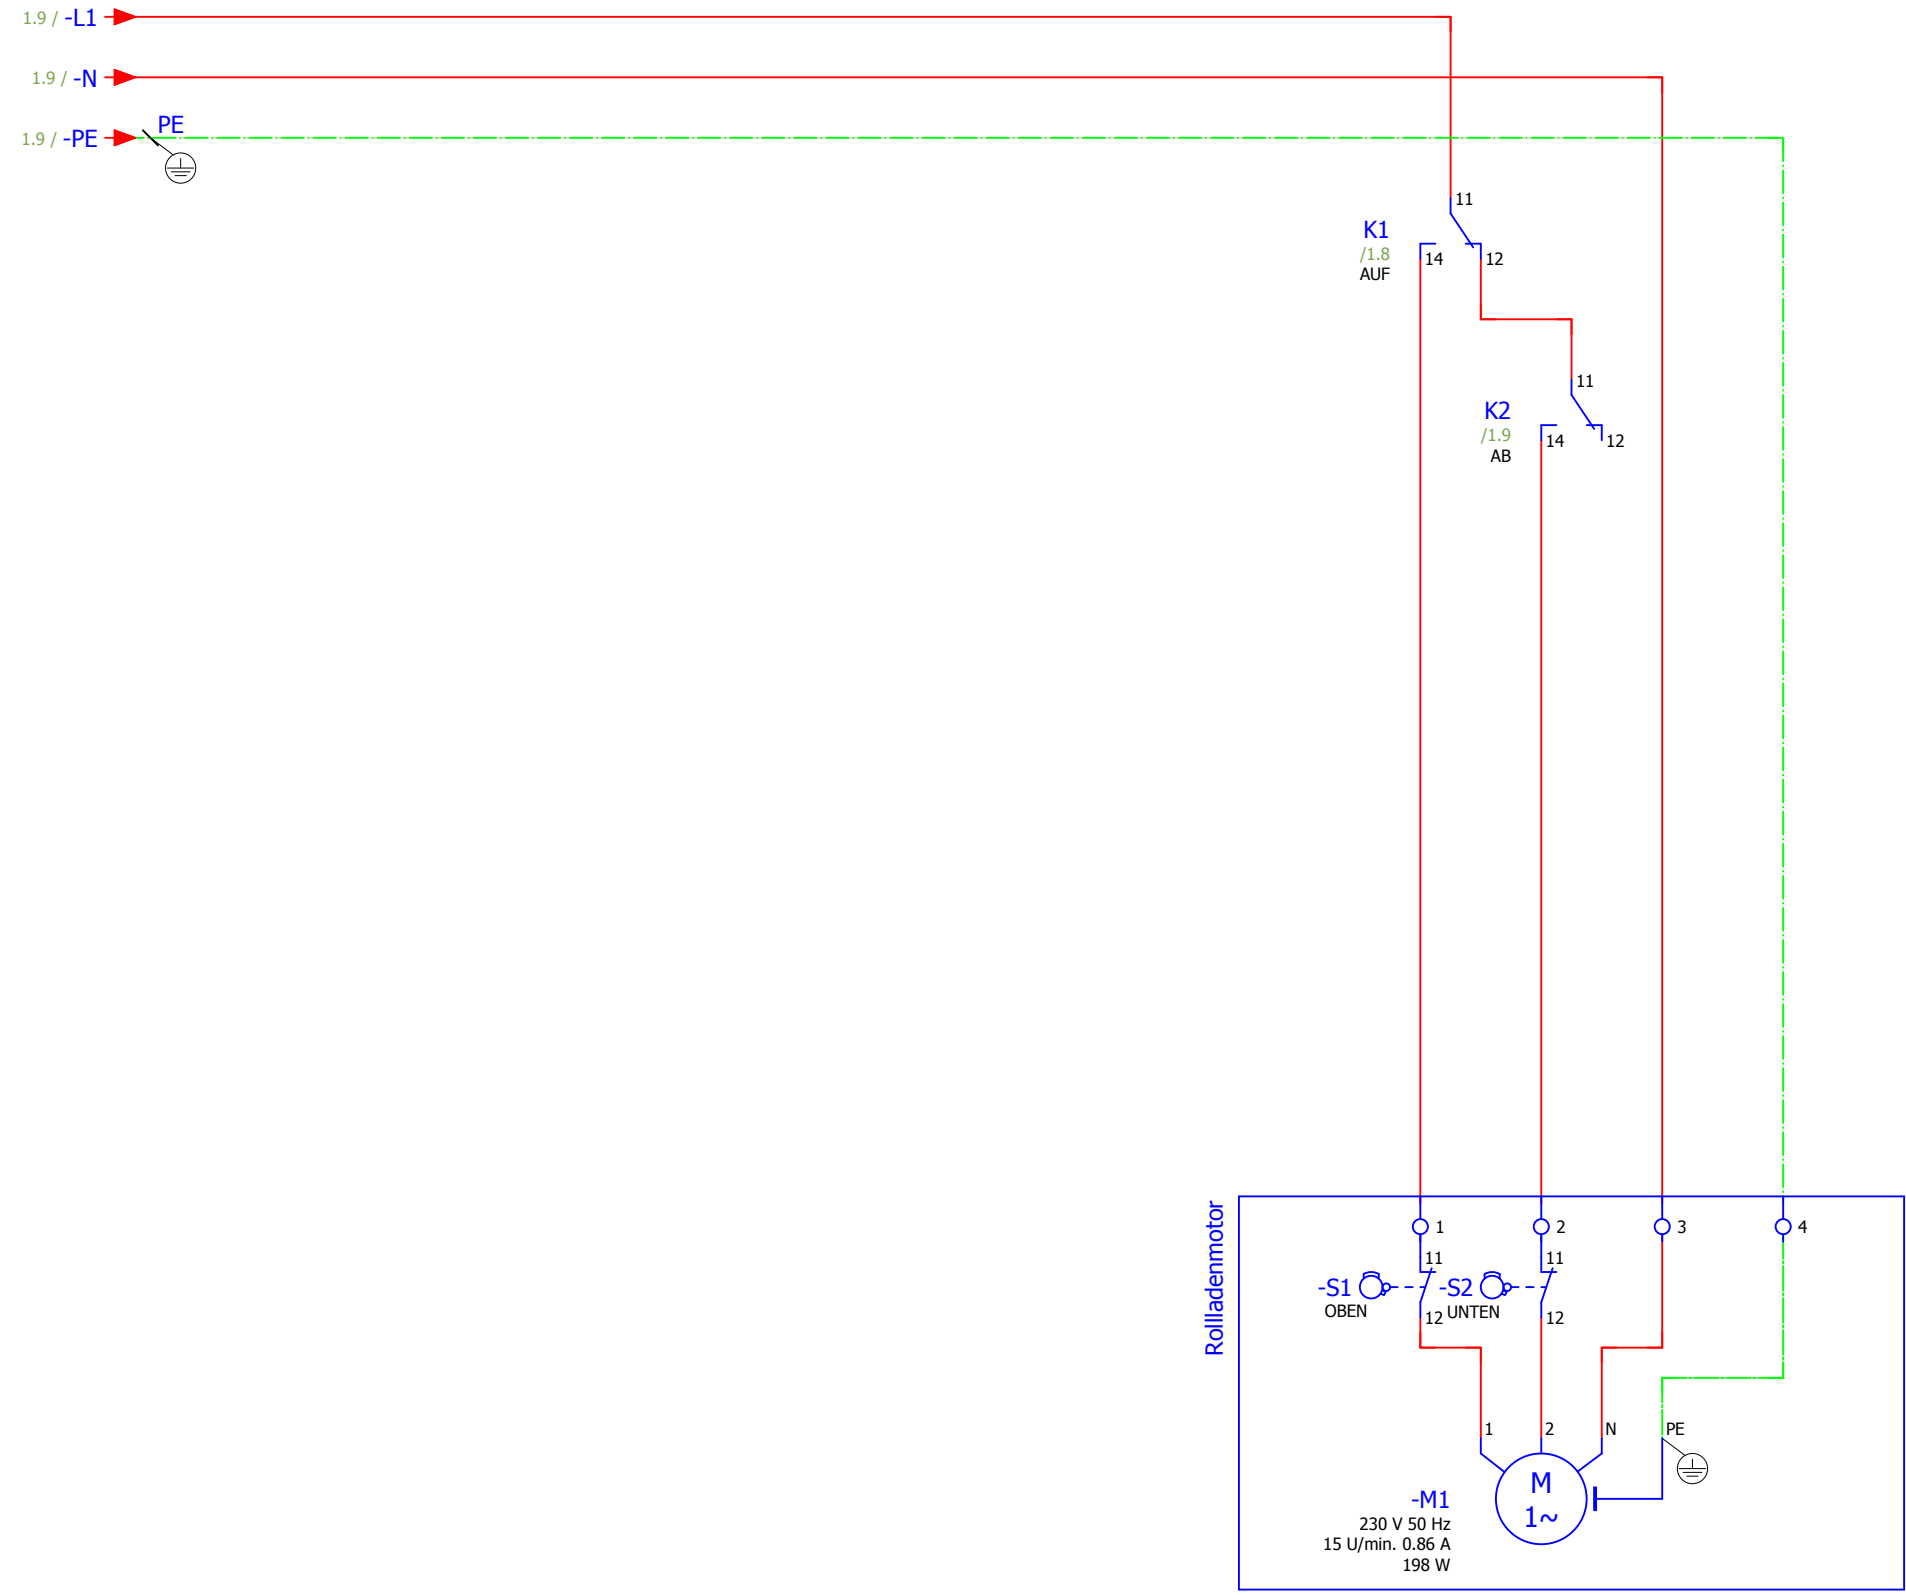 1.9 / -L1
1.9 / -N
1.9 / -PE
PE
11
K1
/1.8
AUF
14
12
11
K2
/1.9
AB
14
12
Rollladenmotor
1
2
3
4
11
11
-S1
OBEN
-S2
UNTEN
12
12
1
2
N
PE
M
1~
-M1
230 V 50 Hz
15 U/min. 0.86 A
198 W